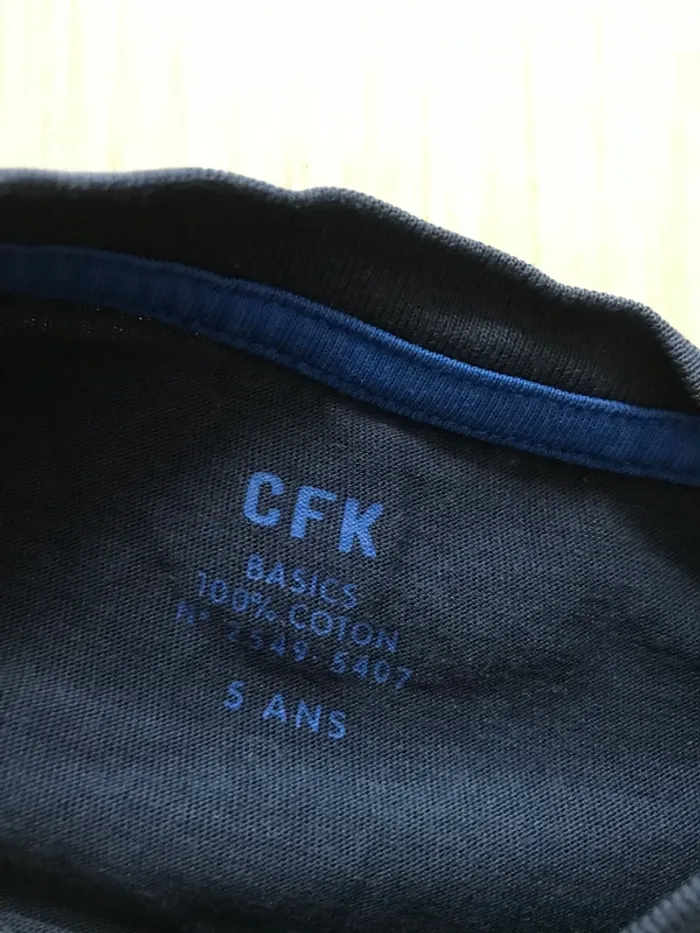 CFK
BASICS
100% COTON
N° 2549 5407
5 ANS